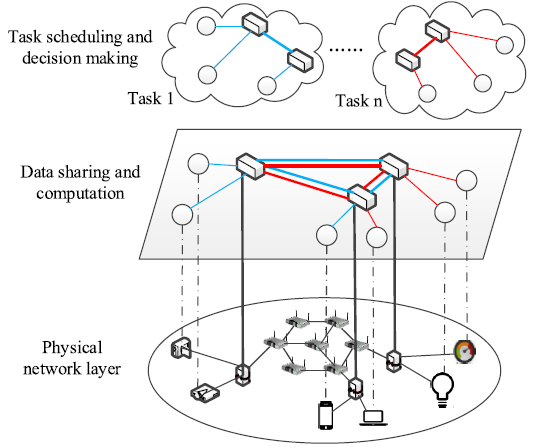 Task scheduling and
decision making
Task 1
......
Task n
Data sharing and
computation
Physical
network layer